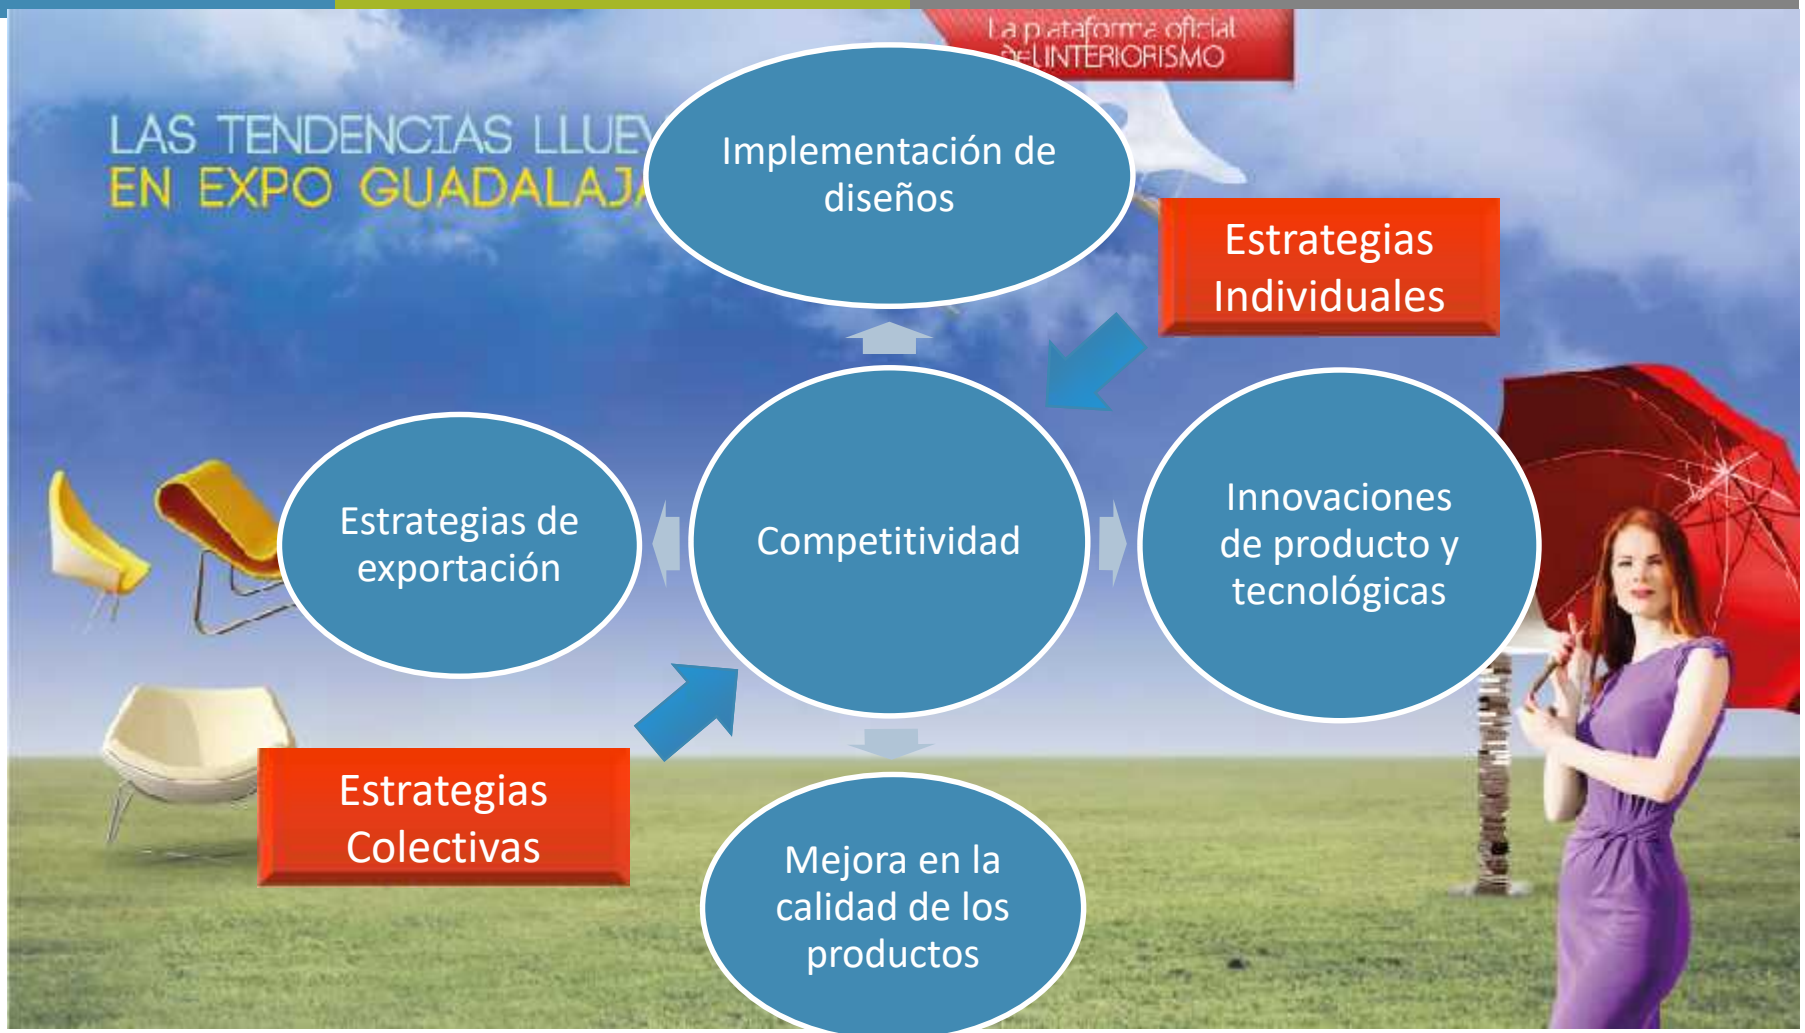 La plataforma oficial
DEL INTERIORISMO
LAS TENDENCIAS
EN EXPO
Implementación de
diseños
Estrategias
Individuales
Estrategias de
exportación
Competitividad
Innovaciones
de producto y
tecnológicas
Estrategias
Colectivas
Mejora en la
calidad de los
productos